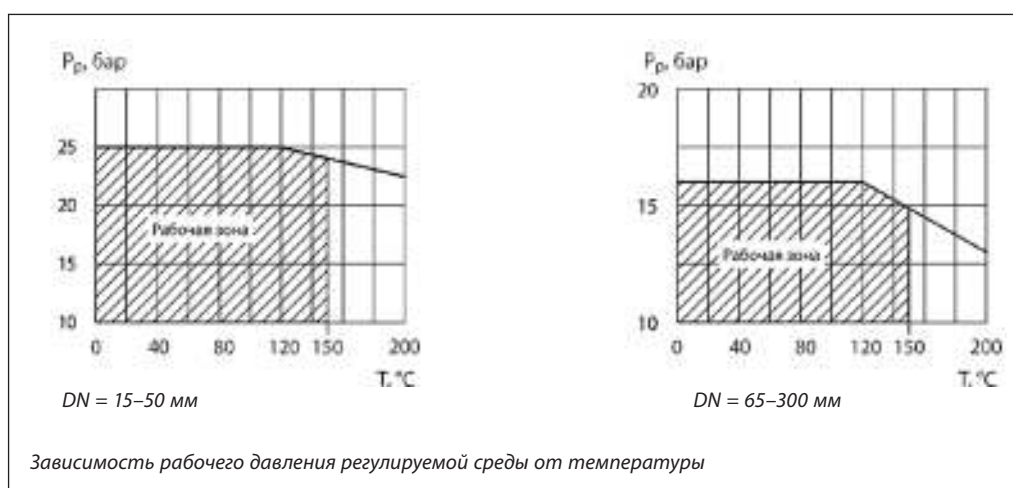 Pₚ, бар
25
20
15
10
Рабочая зона
0 40 80 120 150 200
T, °C
DN = 15–50 мм
Pₚ, бар
20
15
10
Рабочая зона
0 40 80 120 150 200
T, °C
DN = 65–300 мм
Зависимость рабочего давления регулируемой среды от температуры